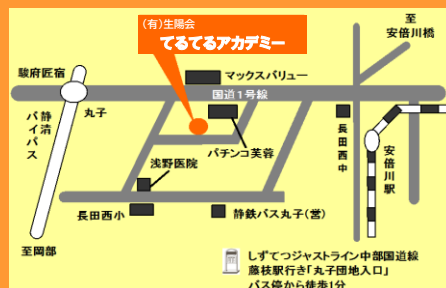 (有)生陽会
てるてるアカデミー
至
安倍川橋
駿府匠宿
マックスバリュー
国道1号線
丸子
静清
バイパス
パチンコ芙蓉
長田西中
安倍川駅
浅野医院
長田西小
静鉄バス丸子(営)
至岡部
しずてつジャストライン中部国道線
藤枝駅行き「丸子団地入口」
バス停から徒歩1分